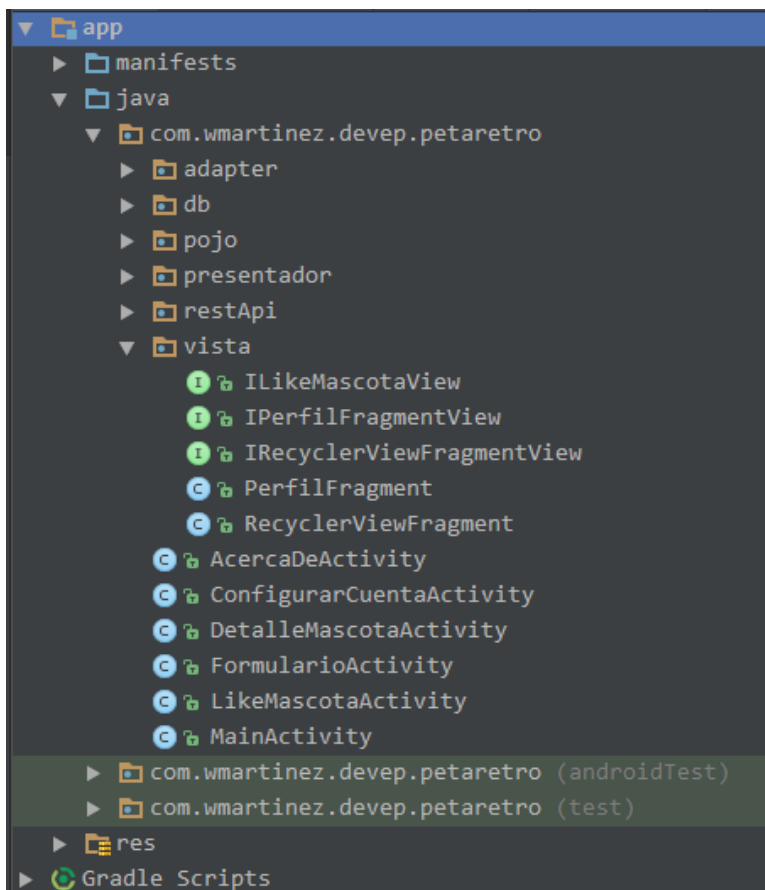 app
manifests
java
com.wmartinez.devep.petaretro
adapter
db
pojo
presentador
restApi
vista
I ILikeMascotaView
I IPerfilFragmentView
I IRecyclerViewFragmentView
C PerfilFragment
C RecyclerViewFragment
C AcercaDeActivity
C ConfigurarCuentaActivity
C DetalleMascotaActivity
C FormularioActivity
C LikeMascotaActivity
C MainActivity
com.wmartinez.devep.petaretro (androidTest)
com.wmartinez.devep.petaretro (test)
res
Gradle Scripts